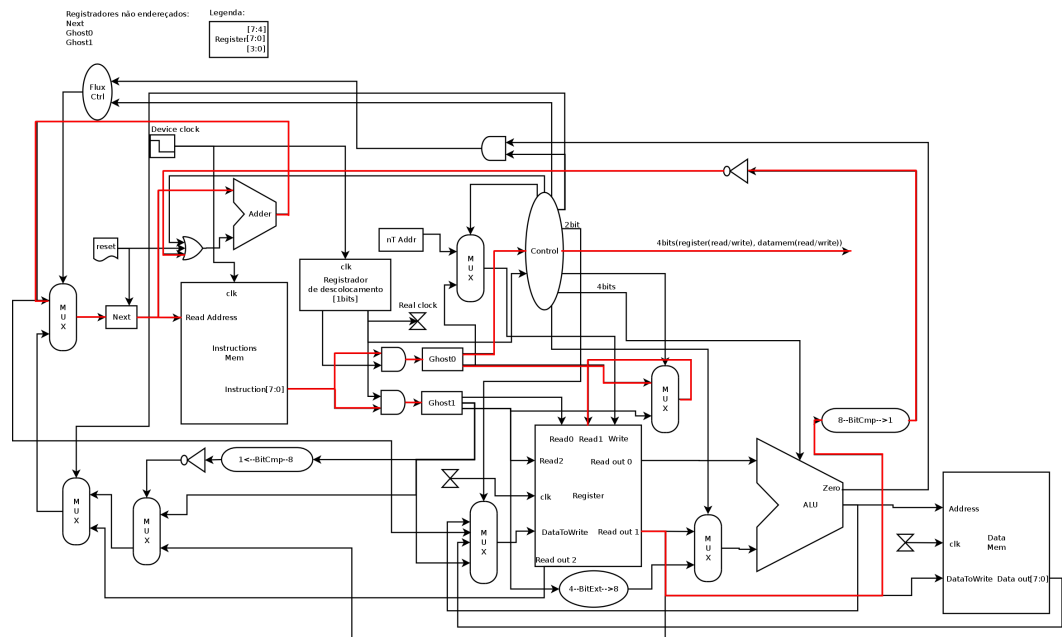 Registradores não endereçados:
Next
Ghost0
Ghost1
Legenda:
[7:4]
Register[7:0]
[3:0]
Flux
Ctrl
Device clock
Adder
reset
nT Addr
M
U
X
Control
2bit
4bits(register(read/write), datamem(read/write))
4bits
clk
Registrador
de descolocamento
[1bits]
Real clock
M
U
X
Next
clk
Read Address
Instructions
Mem
Instruction[7:0]
Ghost0
Ghost1
M
U
X
8--BitCmp-->1
Read0 Read1 Write
Read2
Read out 0
clk
Register
DataToWrite
Read out 1
Read out 2
1<--BitCmp--8
M
U
X
M
U
X
M
U
X
M
U
X
4--BitExt-->8
Zero
ALU
Address
clk
Data
Mem
DataToWrite
Data out[7:0]